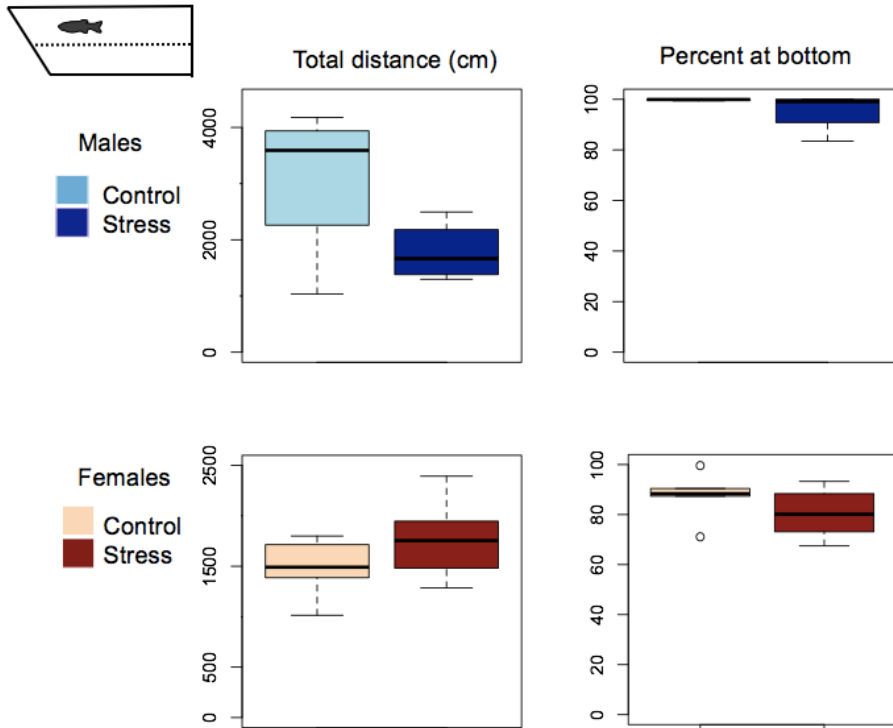 Total distance (cm)
Percent at bottom
Males
Control
Stress
4000
2000
0
100
80
60
40
20
0
Females
Control
Stress
2500
1500
500
0
100
80
60
40
20
0